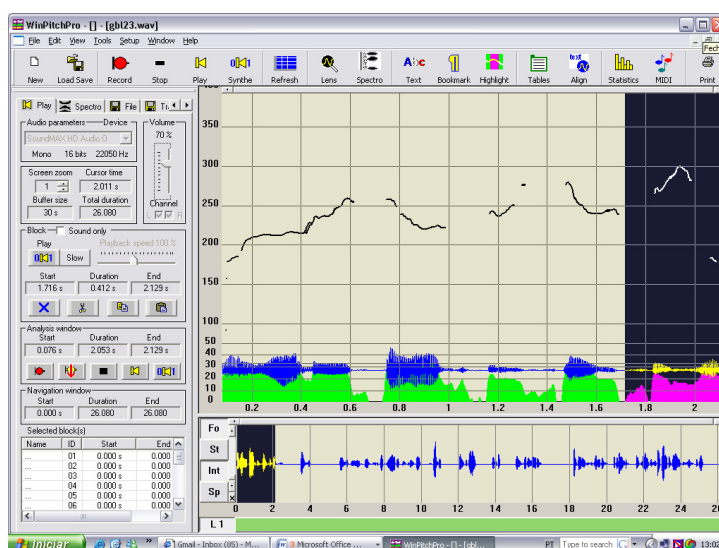 WinPitchPro - [] - [gbl23.wav]
File Edit View Tools Setup Window Help
Fech
New Load Save Record Stop Play Synthe Refresh Lens Spectro Text Bookmark Highlight Tables Align Statistics MIDI Print
Play Spectro File
Audio parameters Device Volume
SoundMAX HD Audio O 70 %
Mono 16 bits 22050 Hz
Screen zoom Cursor time
1 2.011 s
Buffer size Total duration
30 s 26.080
Channel
L R
Block Sound only
Play Playback speed 100 %
Slow
Start Duration End
1.716 s 0.412 s 2.129 s
Analysis window
Start Duration End
0.076 s 2.053 s 2.129 s
Navigation window
Start Duration End
0.000 s 26.080 26.080
Selected block(s)
Name ID Start End
... 01 0.000 s 0.000
... 02 0.000 s 0.000
... 03 0.000 s 0.000
... 04 0.000 s 0.000
... 05 0.000 s 0.000
... 06 0.000 s 0.000
350
300
250
200
150
100
50
40
30
20
10
0
0.2 0.4 0.6 0.8 1 1.2 1.4 1.6 1.8 2
Fo
St
Int
Sp
0 2 4 6 8 10 12 14 16 18 20 22 24
L 1
Iniciar Gmail - Inbox (85) - M... Microsoft Office ... WinPitchPro - [] - [gbl... PT Type to search 13:02